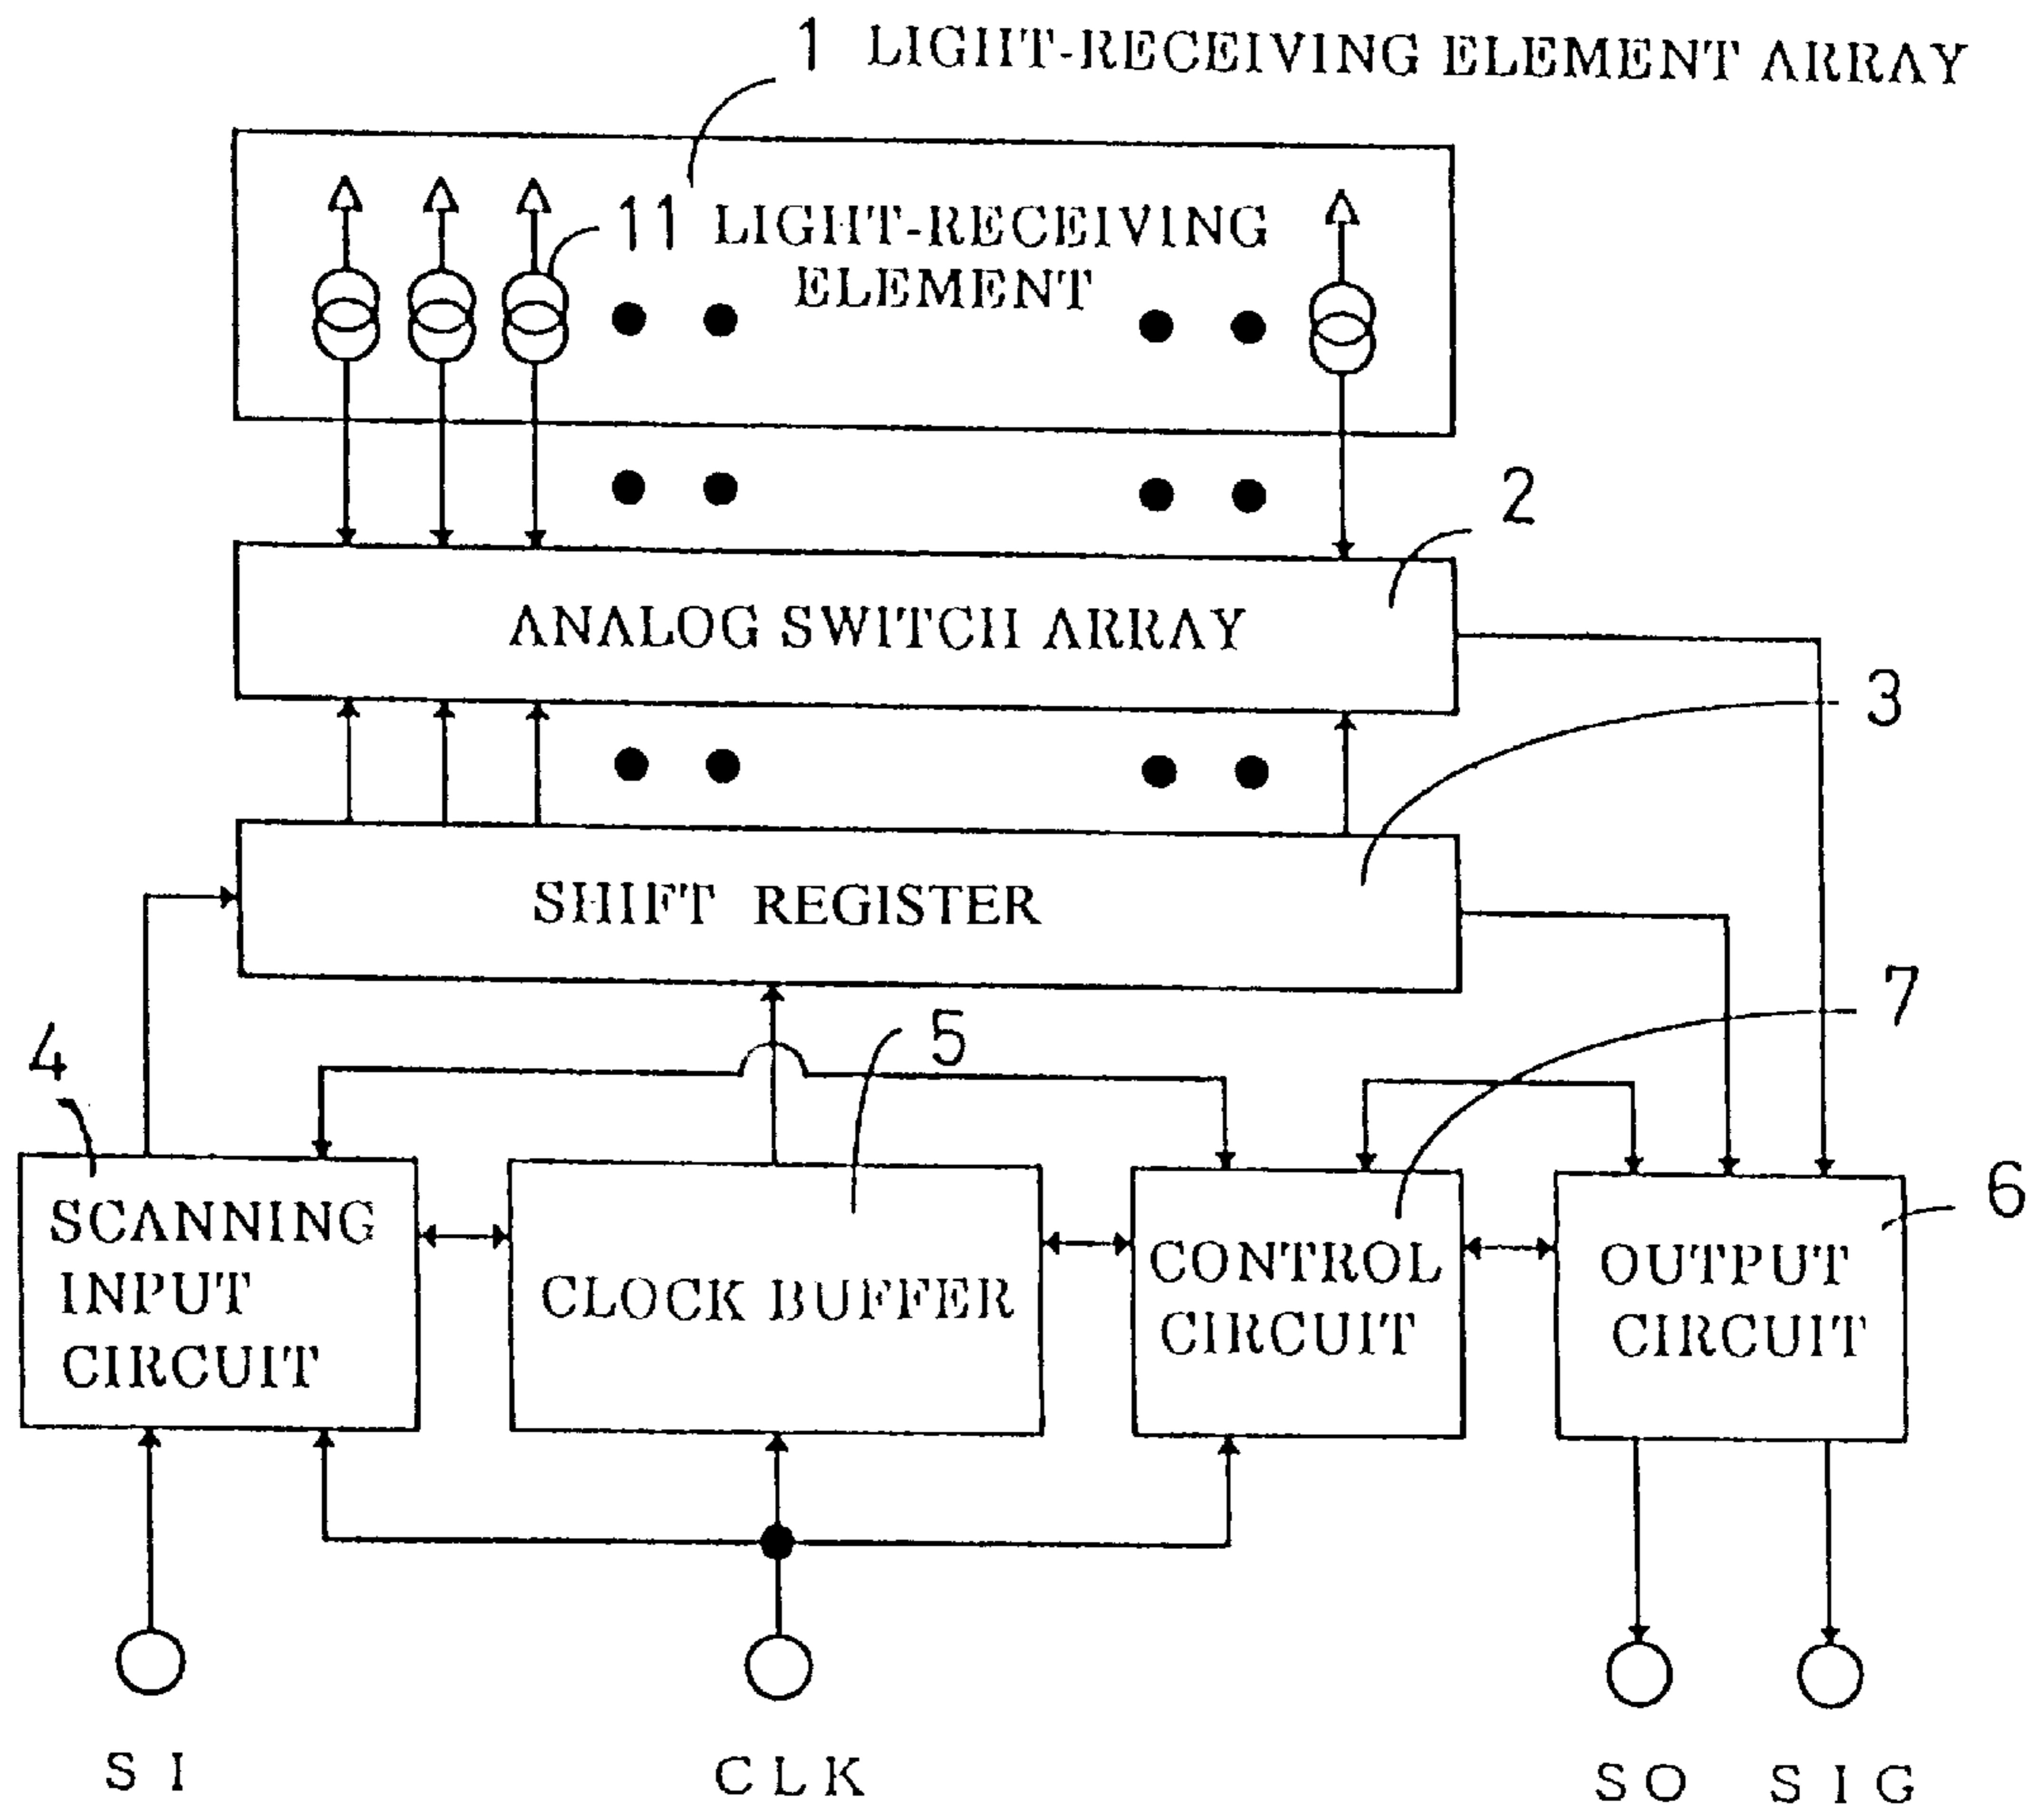 1 LIGHT-RECEIVING ELEMENT ARRAY
11 LIGHT-RECEIVING
ELEMENT
2
ANALOG SWITCH ARRAY
3
SHIFT REGISTER
7
4
5
6
SCANNING
INPUT
CIRCUIT
CLOCK BUFFER
CONTROL
CIRCUIT
OUTPUT
CIRCUIT
SI
CLK
SO
SIG